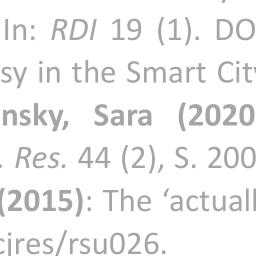 In: RDI 19 (1). DO
sy in the Smart City
nsky, Sara (2020
. Res. 44 (2), S. 200
(2015): The ‘actuall
cjres/rsu026.